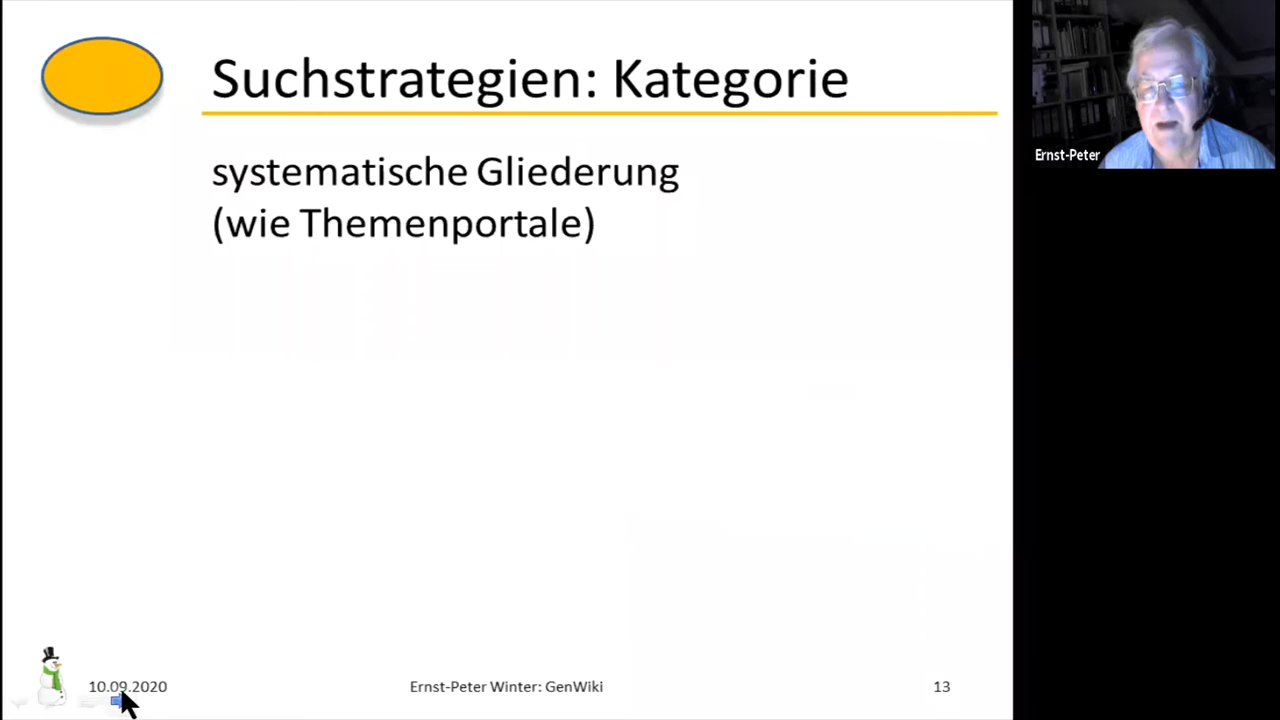 Suchstrategien: Kategorie
systematische Gliederung
(wie Themenportale)
Ernst-Peter
10.09.2020
Ernst-Peter Winter: GenWiki
13